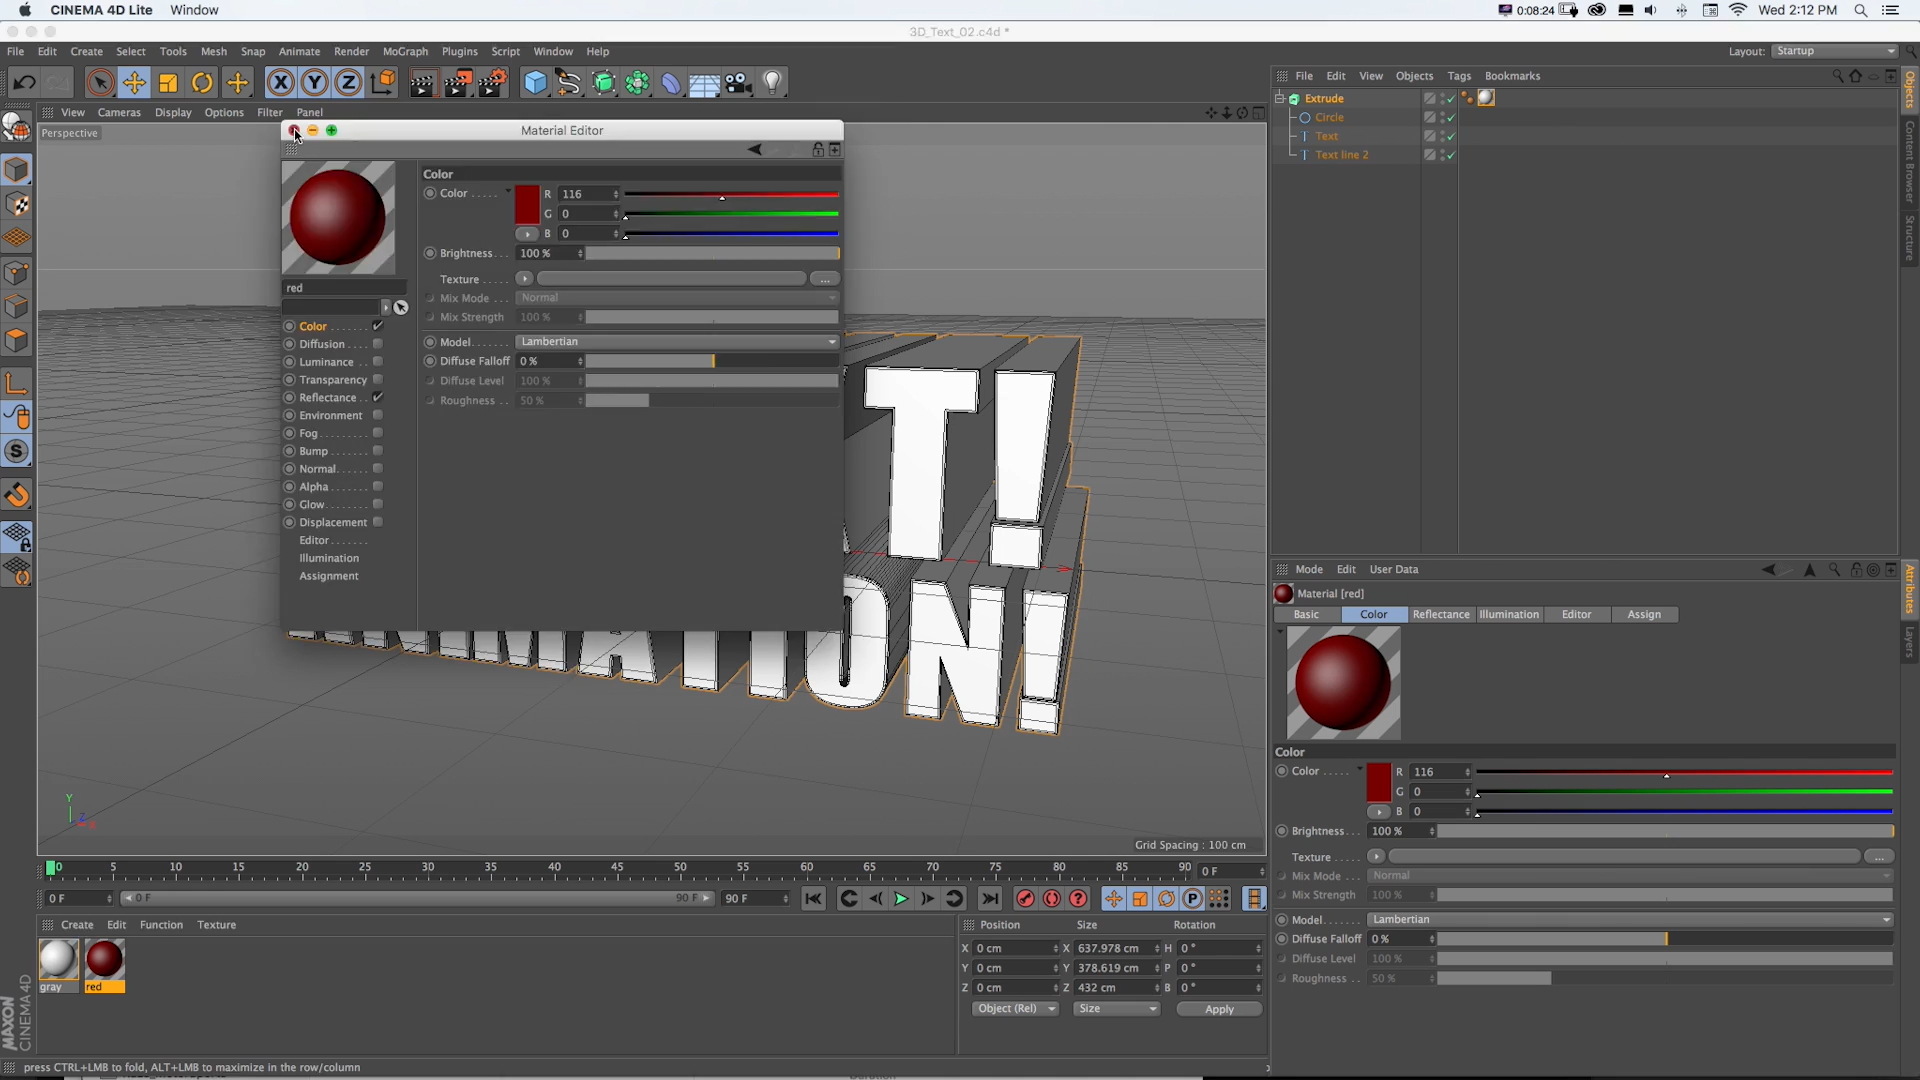 CINEMA 4D Lite Window
0:08:24 Wed 2:12 PM
3D_Text_02.c4d *
File Edit Create Select Tools Mesh Snap Animate Render MoGraph Plugins Script Window Help
Layout: Startup
View Cameras Display Options Filter Panel
Perspective
Material Editor
Color
Color R 116
G 0
B 0
Brightness 100 %
Texture ...
Mix Mode Normal
Mix Strength 100 %
Model Lambertian
Diffuse Falloff 0 %
Diffuse Level 100 %
Roughness 50 %
red
Color
Diffusion
Luminance
Transparency
Reflectance
Environment
Fog
Bump
Normal
Alpha
Glow
Displacement
Editor
Illumination
Assignment
T!
ATION!
Y
Z
X
Grid Spacing : 100 cm
0 5 10 15 20 25 30 35 40 45 50 55 60 65 70 75 80 85 90 0 F
0 F 0 F 90 F 90 F
Create Edit Function Texture
gray
red
Position Size Rotation
X 0 cm X 637.978 cm H 0 °
Y 0 cm Y 378.619 cm P 0 °
Z 0 cm Z 432 cm B 0 °
Object (Rel) Size Apply
MAXON
CINEMA 4D
press CTRL+LMB to fold, ALT+LMB to maximize in the row/column
File Edit View Objects Tags Bookmarks
Extrude
Circle
Text
Text line 2
Objects
Content Browser
Structure
Mode Edit User Data
Material [red]
Basic Color Reflectance Illumination Editor Assign
Color
Color R 116
G 0
B 0
Brightness 100 %
Texture ...
Mix Mode Normal
Mix Strength 100 %
Model Lambertian
Diffuse Falloff 0 %
Diffuse Level 100 %
Roughness 50 %
Attributes
Layers